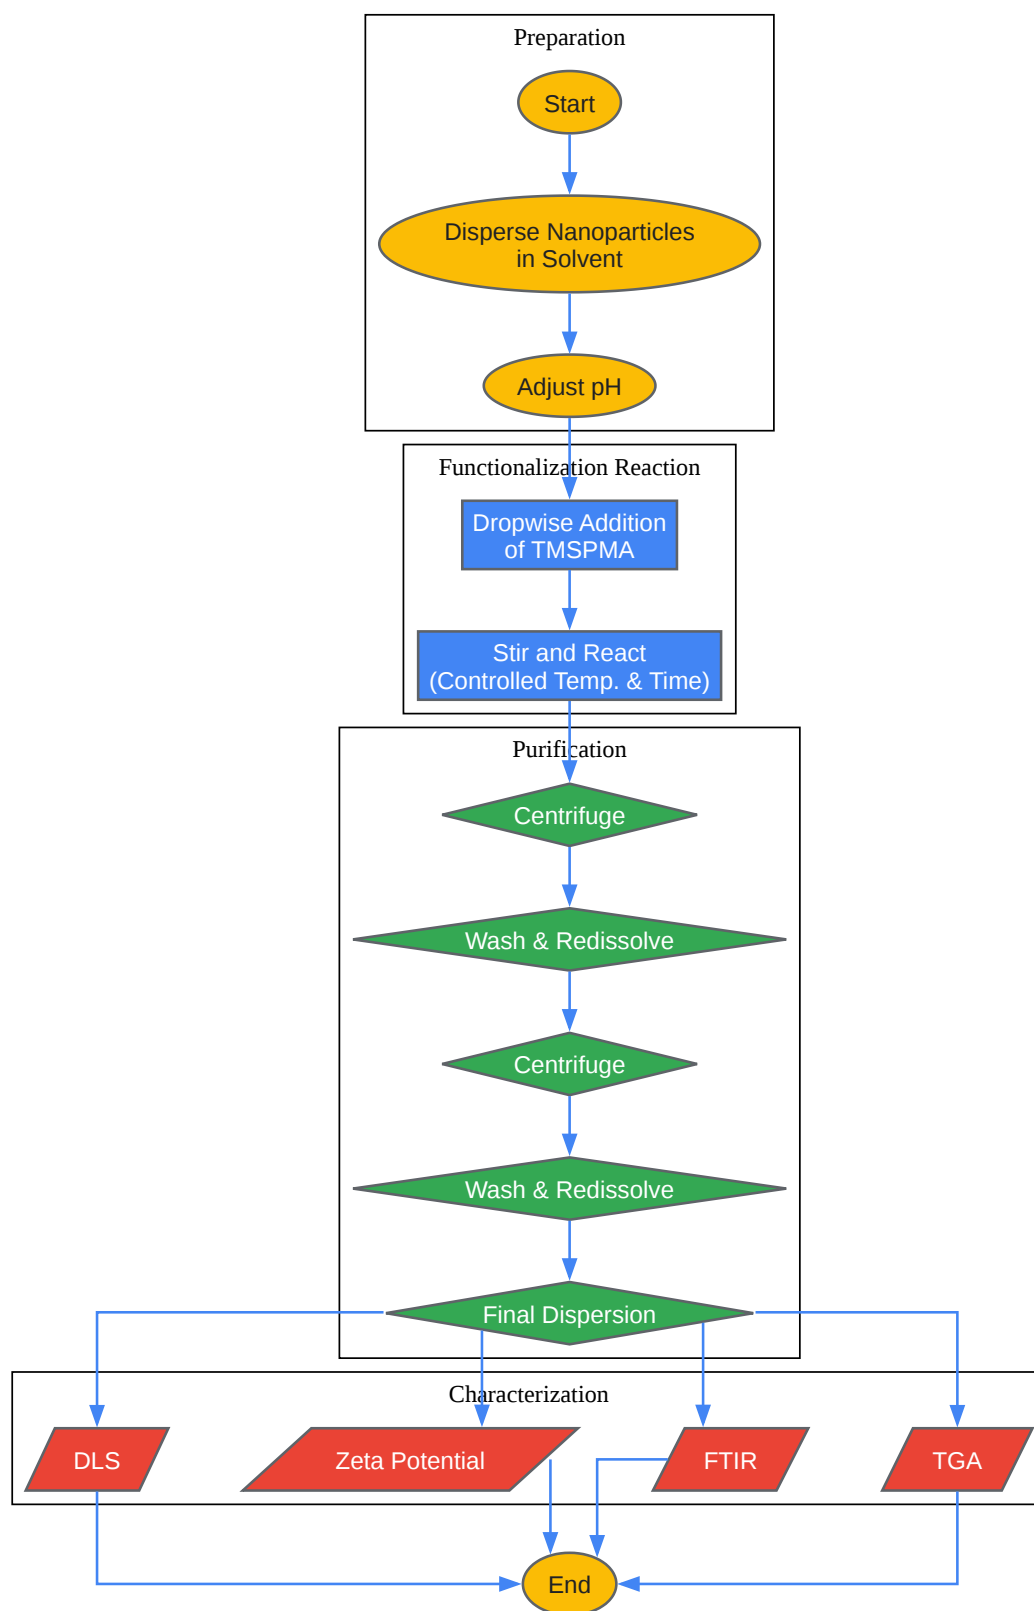 Preparation
Start
Disperse Nanoparticles
in Solvent
Adjust pH
Functionalization Reaction
Dropwise Addition
of TMSPMA
Stir and React
(Controlled Temp. & Time)
Purification
Centrifuge
Wash & Redissolve
Centrifuge
Wash & Redissolve
Final Dispersion
Characterization
DLS
Zeta Potential
FTIR
TGA
End